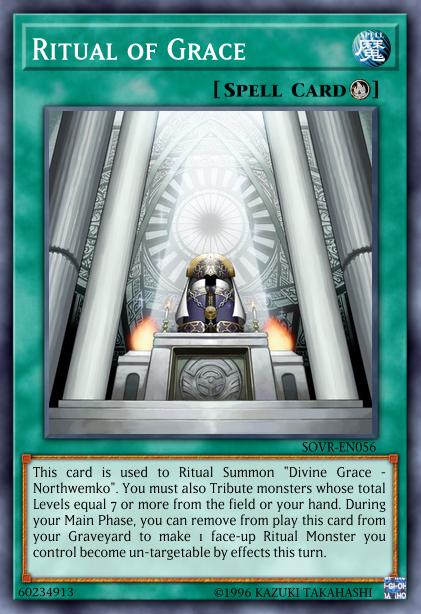 Ritual of Grace
SPELL
魔
[Spell Card]
SOVR-EN056
This card is used to Ritual Summon "Divine Grace -
Northwemko". You must also Tribute monsters whose total
Levels equal 7 or more from the field or your hand. During
your Main Phase, you can remove from play this card from
your Graveyard to make 1 face-up Ritual Monster you
control become un-targetable by effects this turn.
60234913
©1996 KAZUKI TAKAHASHI